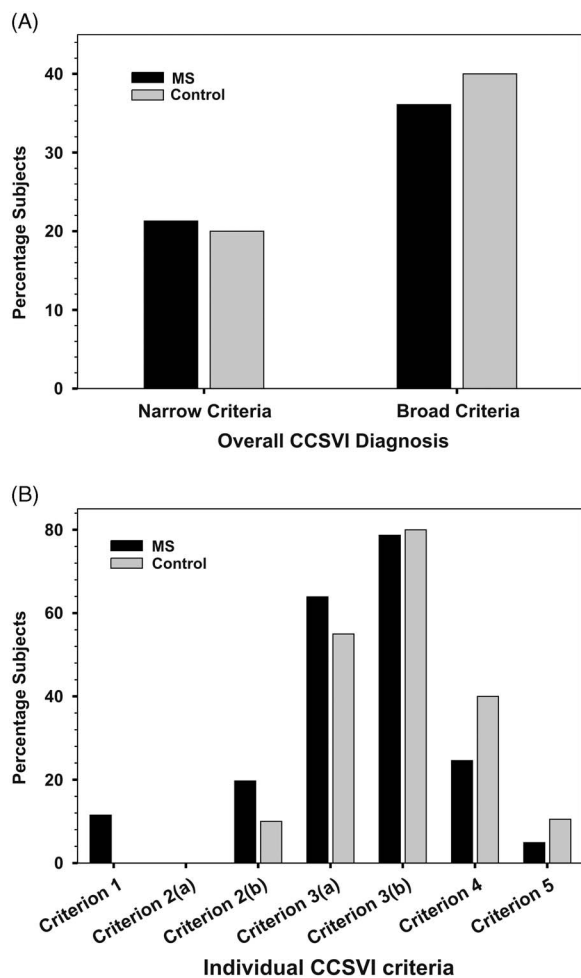 (A)
MS
Control
Percentage Subjects
40
30
20
10
0
Narrow Criteria
Broad Criteria
Overall CCSVI Diagnosis
(B)
MS
Control
Percentage Subjects
80
60
40
20
0
Criterion 1
Criterion 2(a)
Criterion 2(b)
Criterion 3(a)
Criterion 3(b)
Criterion 4
Criterion 5
Individual CCSVI criteria